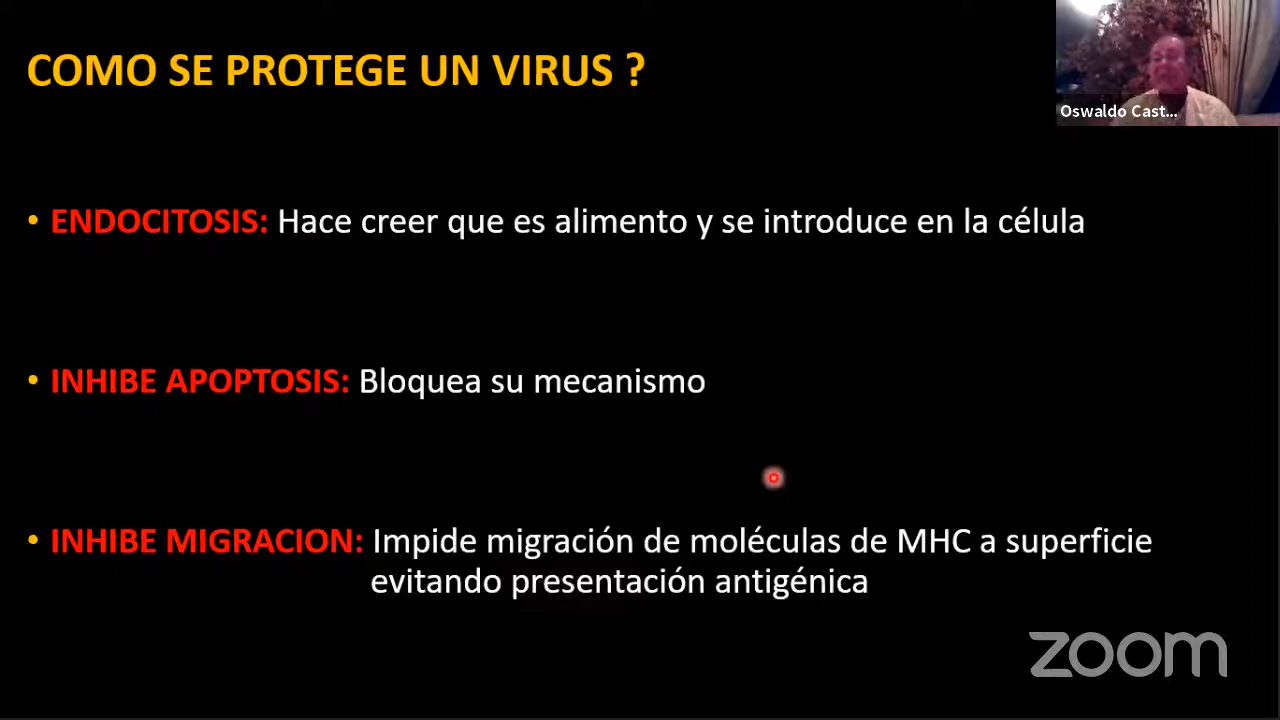 COMO SE PROTEGE UN VIRUS ?
Oswaldo Cast...
• ENDOCITOSIS: Hace creer que es alimento y se introduce en la célula
• INHIBE APOPTOSIS: Bloquea su mecanismo
• INHIBE MIGRACION: Impide migración de moléculas de MHC a superficie
evitando presentación antigénica
zoom